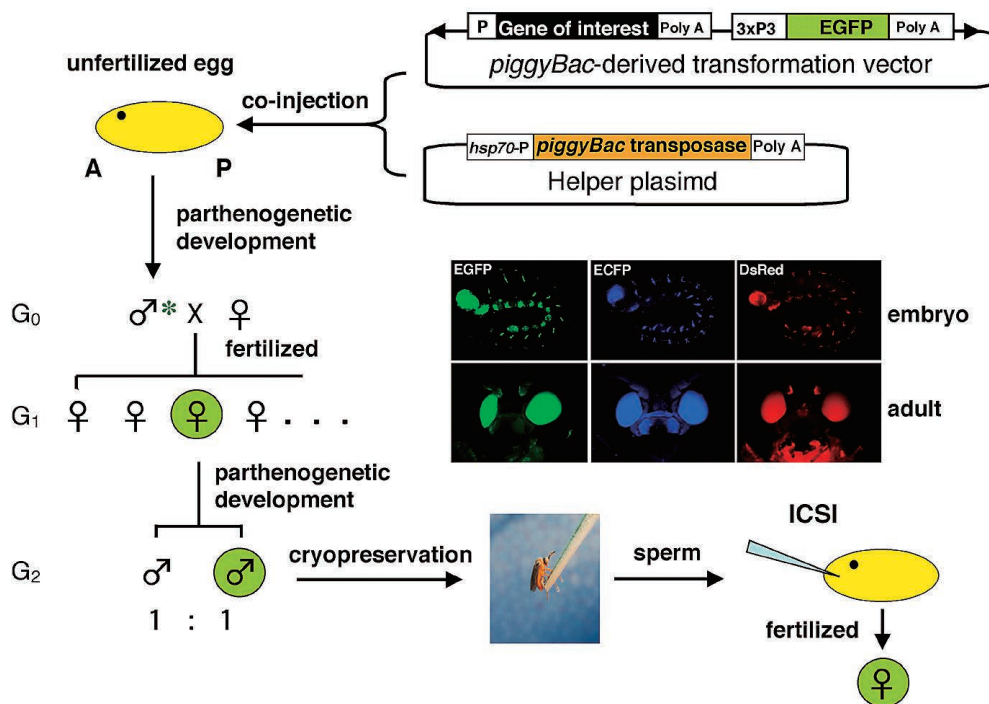 P Gene of interest Poly A 3xP3 EGFP Poly A
piggyBac-derived transformation vector
unfertilized egg
co-injection
A P
hsp70-P piggyBac transposase Poly A
Helper plasimd
parthenogenetic
development
G0 ♂* X ♀
fertilized
G1 ♀ ♀ ♀ ♀ . . .
EGFP ECFP DsRed
embryo
adult
parthenogenetic
development
G2 ♂ ♂
1 : 1
cryopreservation
sperm
ICSI
fertilized
♀